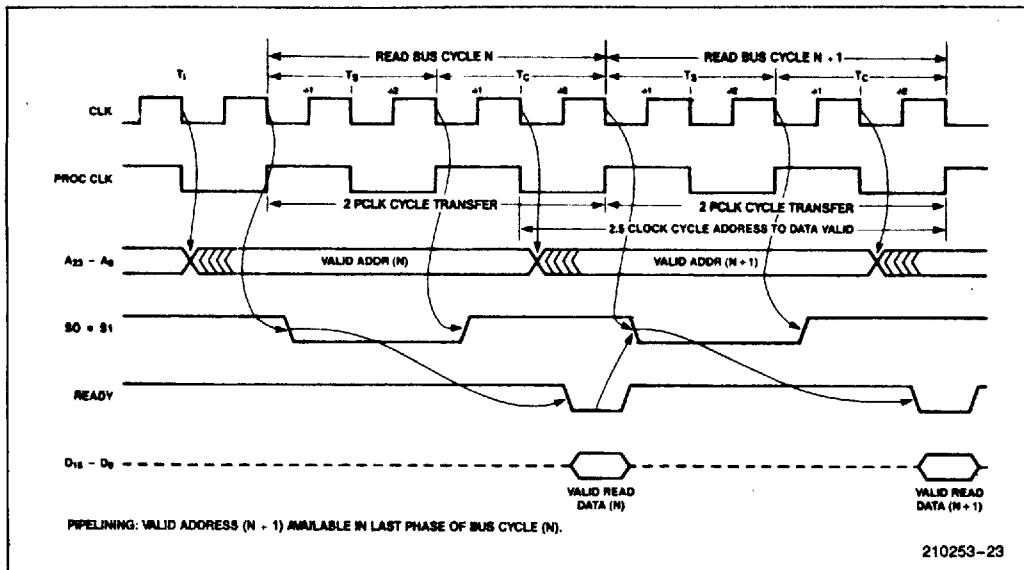 READ BUS CYCLE N
READ BUS CYCLE N + 1
Ti
TS
TC
TS
TC
φ1
φ2
φ1
φ2
φ1
φ2
φ1
φ2
CLK
PROC CLK
2 PCLK CYCLE TRANSFER
2 PCLK CYCLE TRANSFER
2.5 CLOCK CYCLE ADDRESS TO DATA VALID
A23 - A0
VALID ADDR (N)
VALID ADDR (N + 1)
S0 • S1
READY
D15 - D0
VALID READ
DATA (N)
VALID READ
DATA (N + 1)
PIPELINING: VALID ADDRESS (N + 1) AVAILABLE IN LAST PHASE OF BUS CYCLE (N).
210253-23